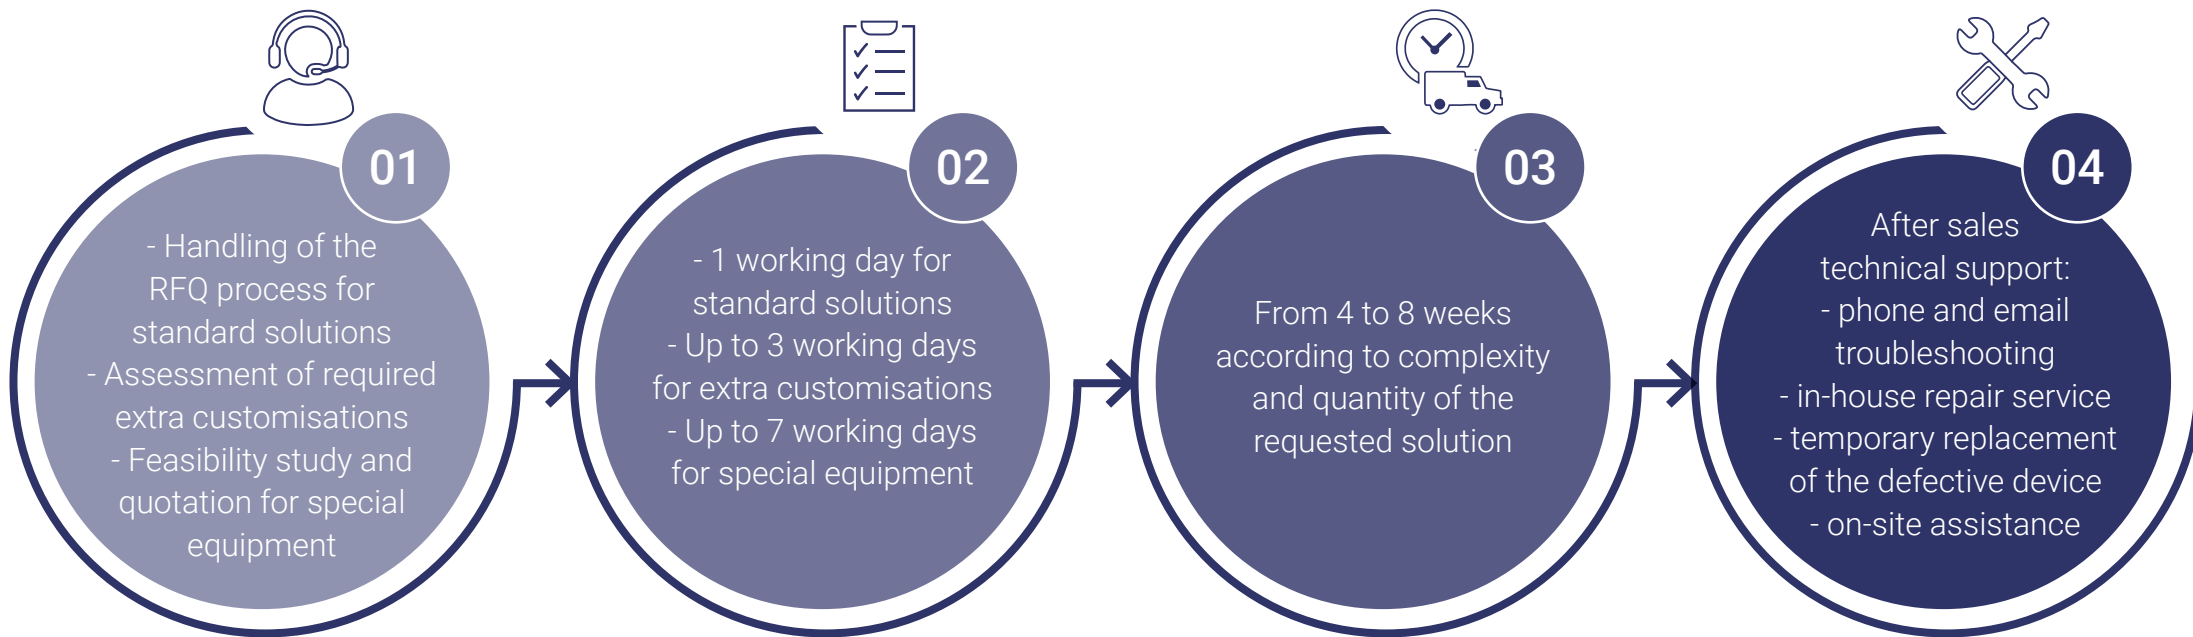 01
- Handling of the
RFQ process for
standard solutions
- Assessment of required
extra customisations
- Feasibility study and
quotation for special
equipment
02
- 1 working day for
standard solutions
- Up to 3 working days
for extra customisations
- Up to 7 working days
for special equipment
03
From 4 to 8 weeks
according to complexity
and quantity of the
requested solution
04
After sales
technical support:
- phone and email
troubleshooting
- in-house repair service
- temporary replacement
of the defective device
- on-site assistance